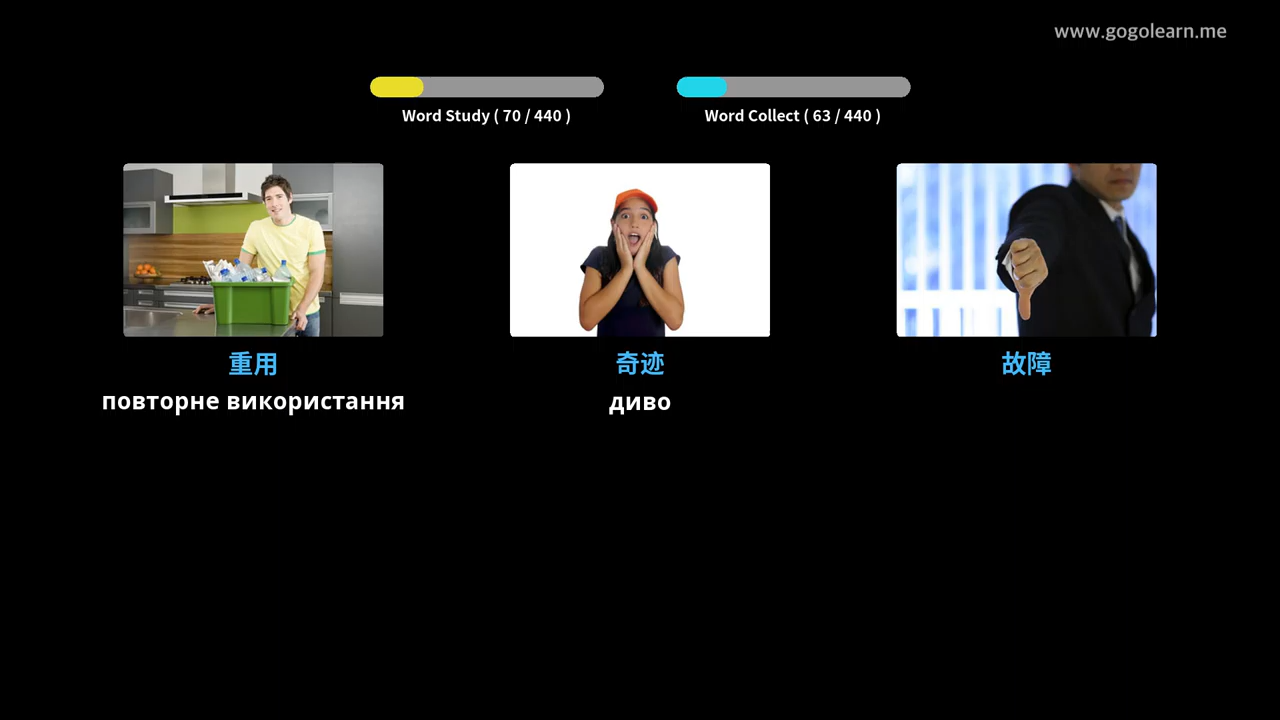 www.gogolearn.me
Word Study ( 70 / 440 )
Word Collect ( 63 / 440 )
重用
奇迹
故障
повторне використання
диво